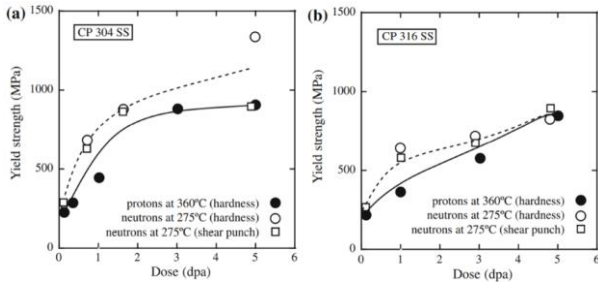 (a)
1500
CP 304 SS
1000
500
0
Yield strength (MPa)
protons at 360ºC (hardness)
neutrons at 275ºC (hardness)
neutrons at 275ºC (shear punch)
0 1 2 3 4 5 6
Dose (dpa)
(b)
1500
CP 316 SS
1000
500
0
Yield strength (MPa)
protons at 360ºC (hardness)
neutrons at 275ºC (hardness)
neutrons at 275ºC (shear punch)
0 1 2 3 4 5 6
Dose (dpa)